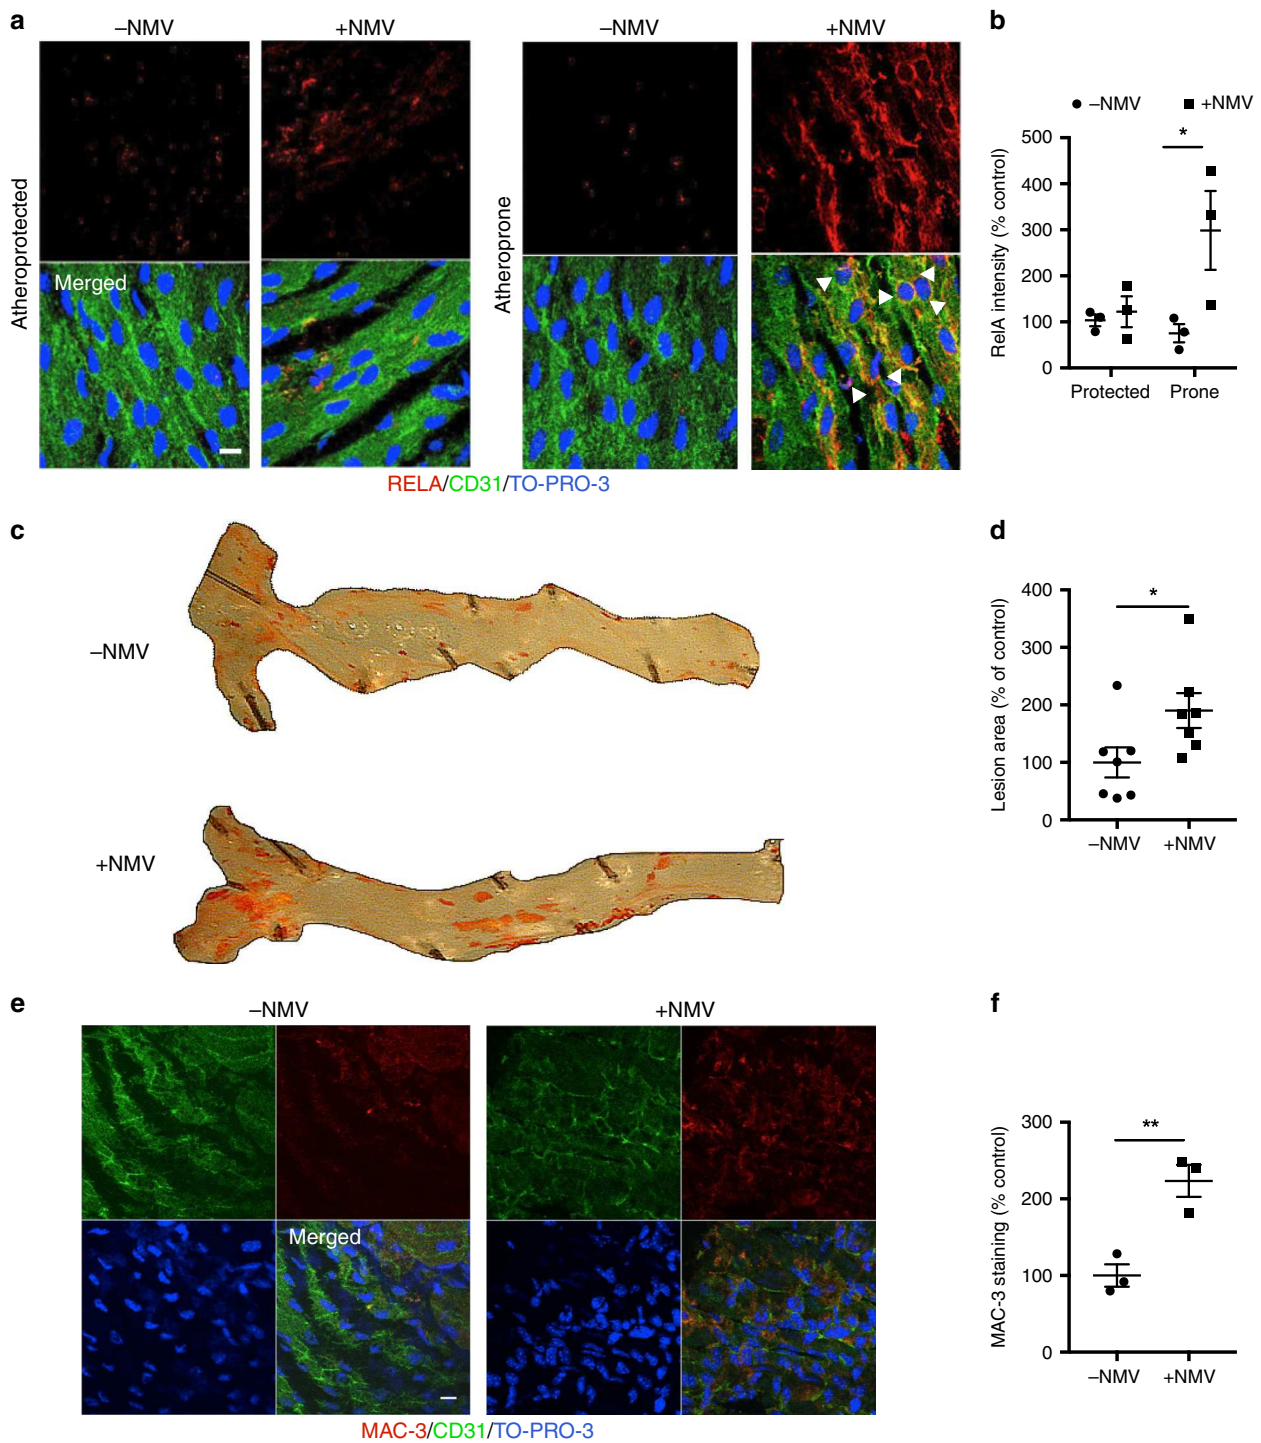 a
–NMV
+NMV
–NMV
+NMV
Atheroprotected
Merged
Atheroprone
RELA/CD31/TO-PRO-3
b
–NMV
+NMV
*
RelA intensity (% control)
500
400
300
200
100
0
Protected
Prone
c
–NMV
+NMV
d
*
Lesion area (% of control)
400
300
200
100
0
–NMV
+NMV
e
–NMV
+NMV
Merged
MAC-3/CD31/TO-PRO-3
f
**
MAC-3 staining (% control)
300
200
100
0
–NMV
+NMV